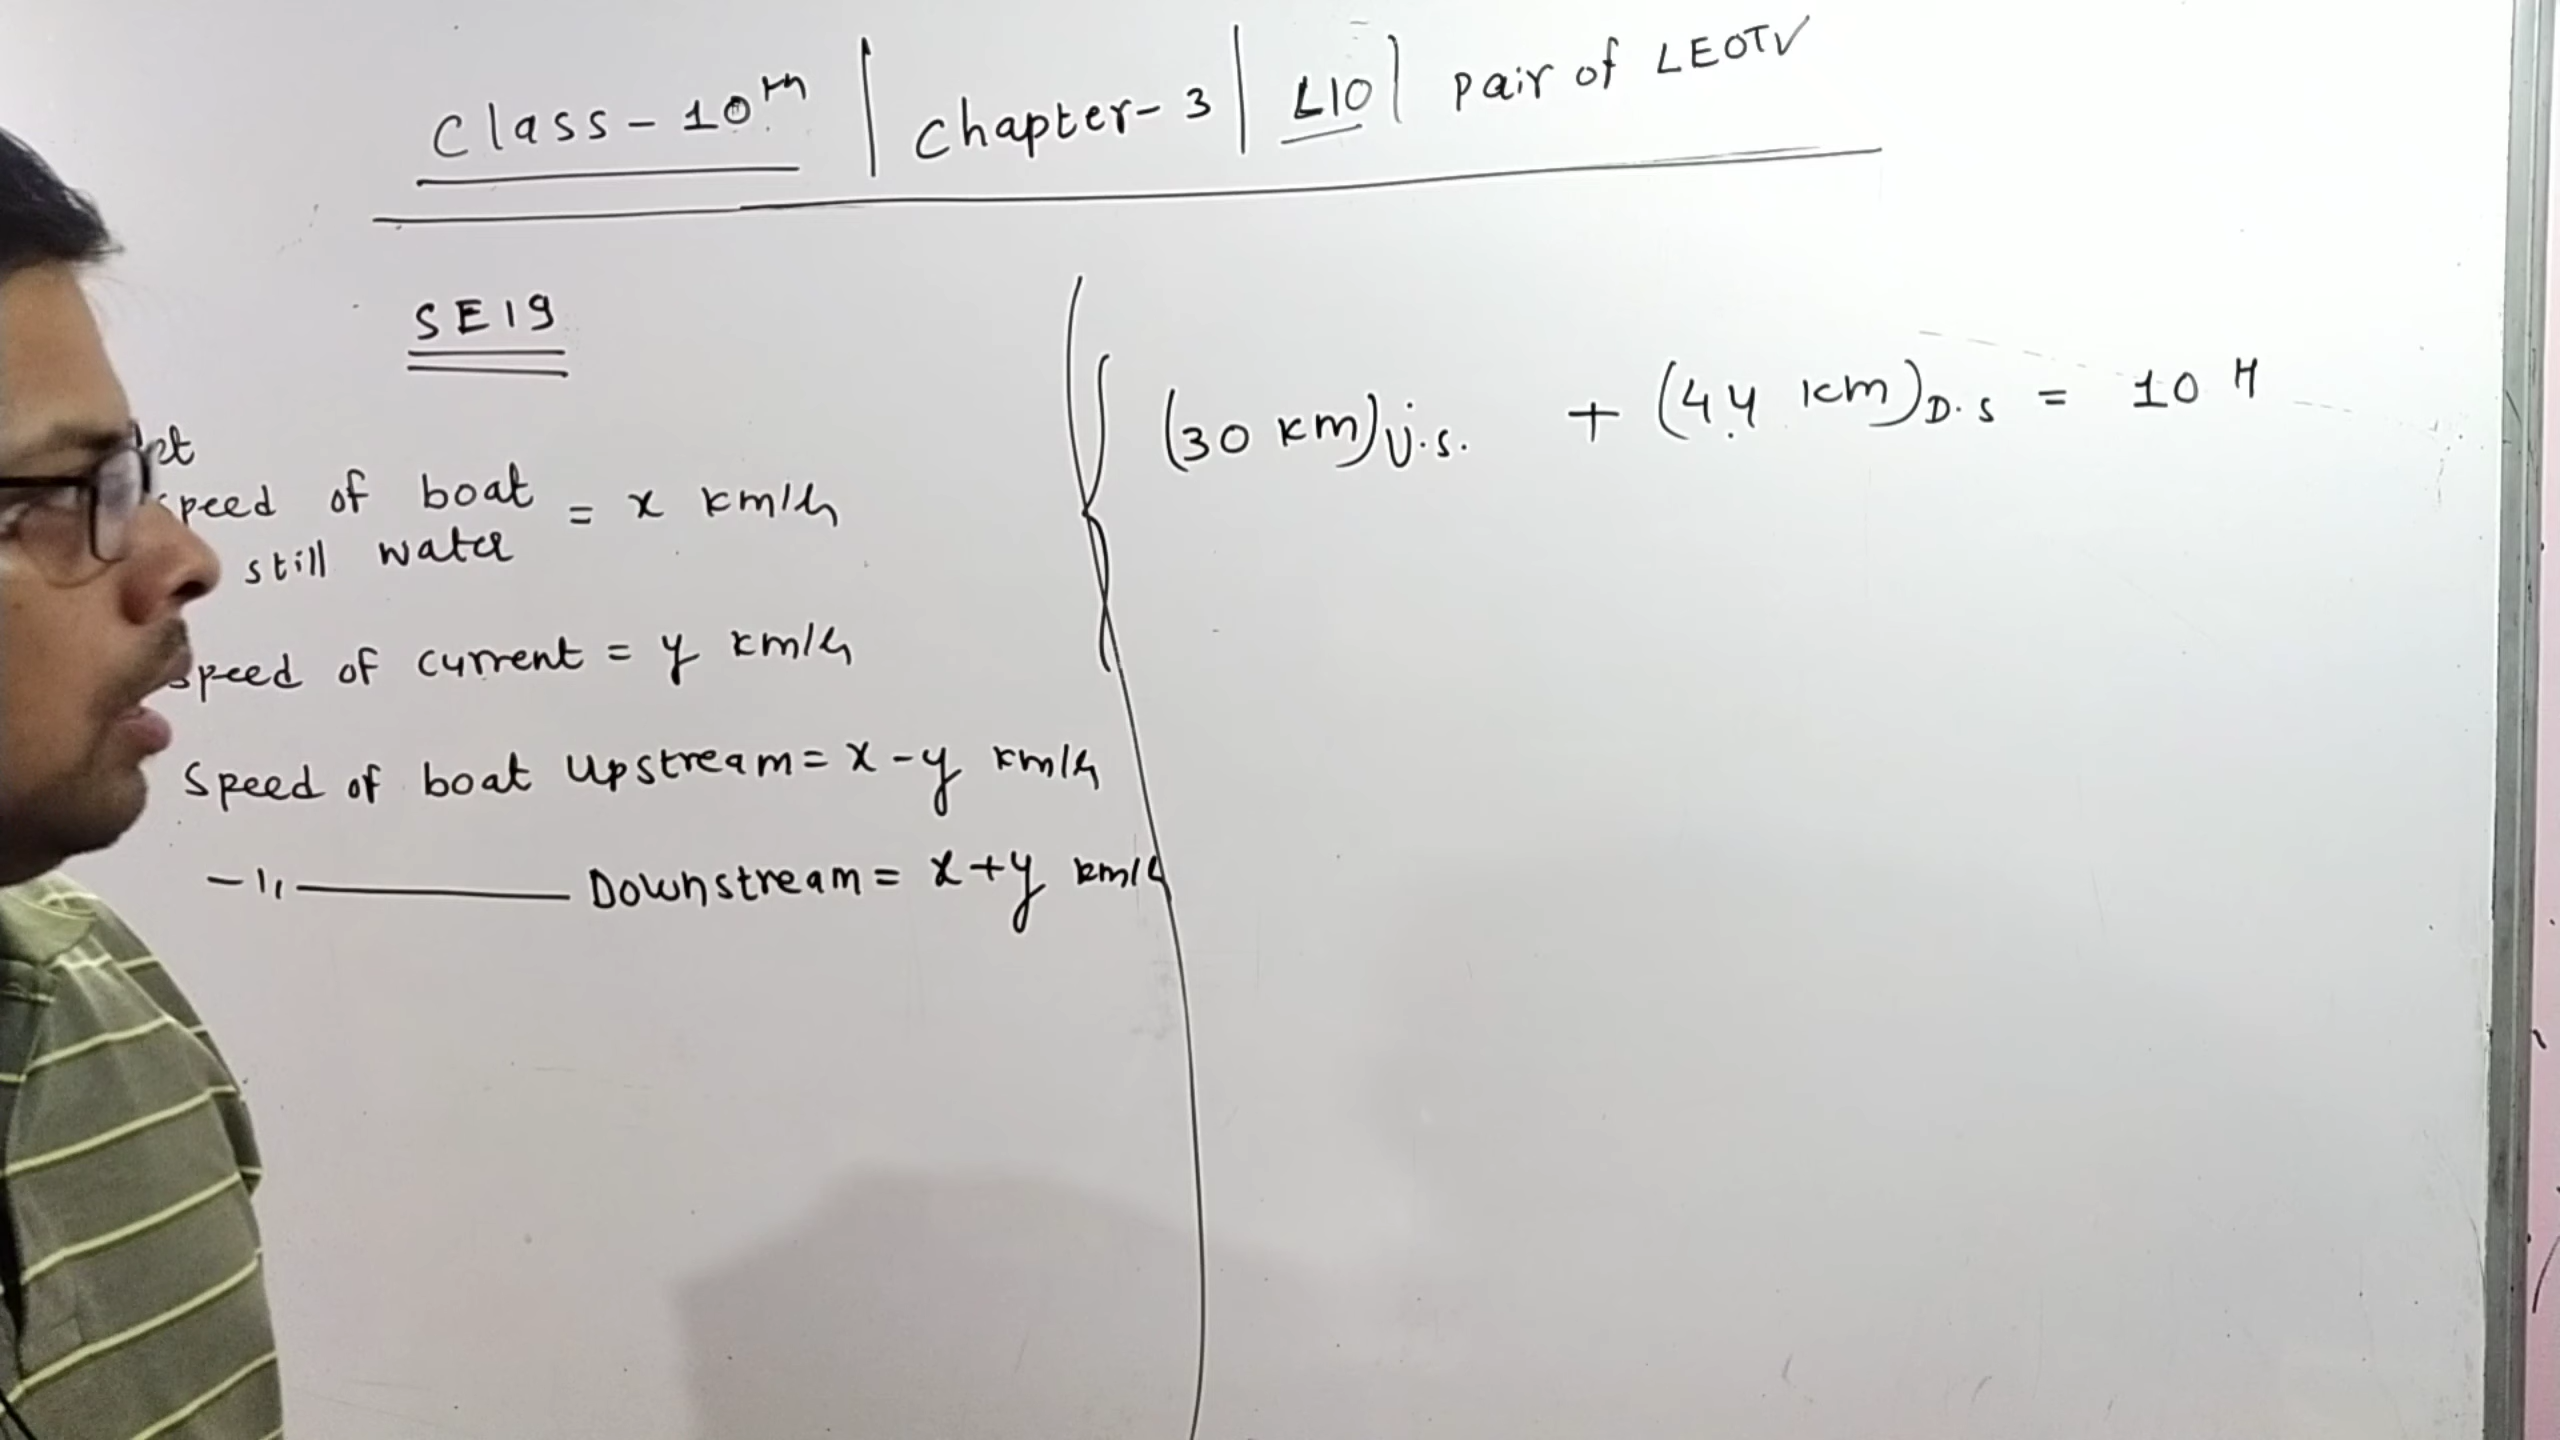 Class-10th | Chapter-3 | L10 | Pair of LEOTV
SE19
speed of boat = x km/h
still water
speed of current = y km/h
Speed of boat Upstream = x-y km/h
-1,———— Downstream = x+y km/h
(30 km)U.S. + (44 km)D.S = 10 H